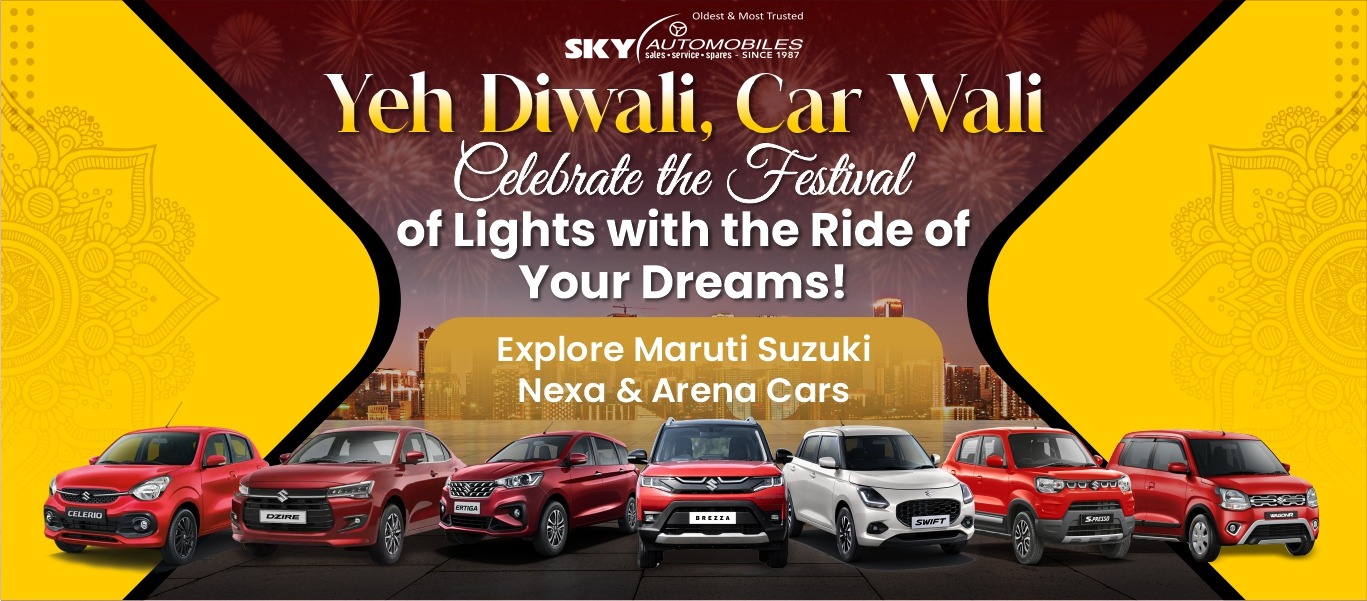 Oldest & Most Trusted
SKY AUTOMOBILES
sales • service • spares - SINCE 1987
Yeh Diwali, Car Wali
Celebrate the Festival
of Lights with the Ride of
Your Dreams!
Explore Maruti Suzuki
Nexa & Arena Cars
CELERIO
DZIRE
ERTIGA
BREZZA
SWIFT
S-PRESSO
WAGONR